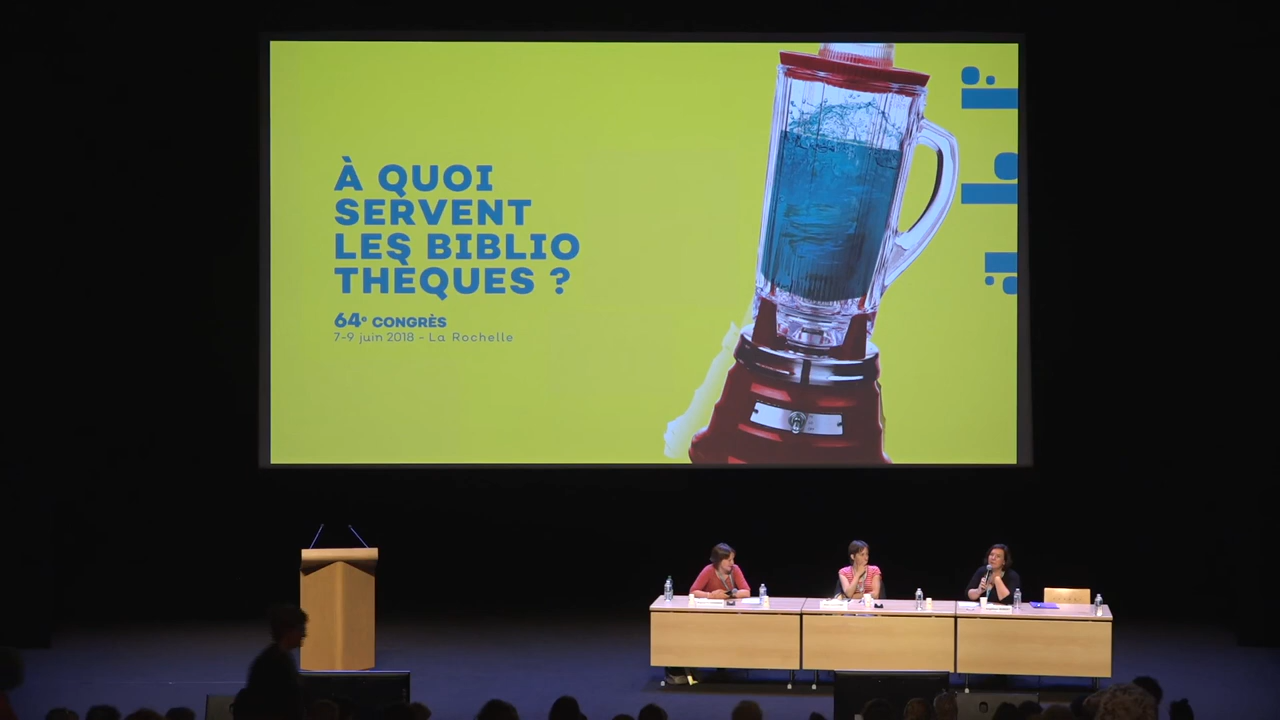 À QUOI
SERVENT
LES BIBLIO
THÈQUES ?
64e CONGRÈS
7-9 juin 2018 - La Rochelle